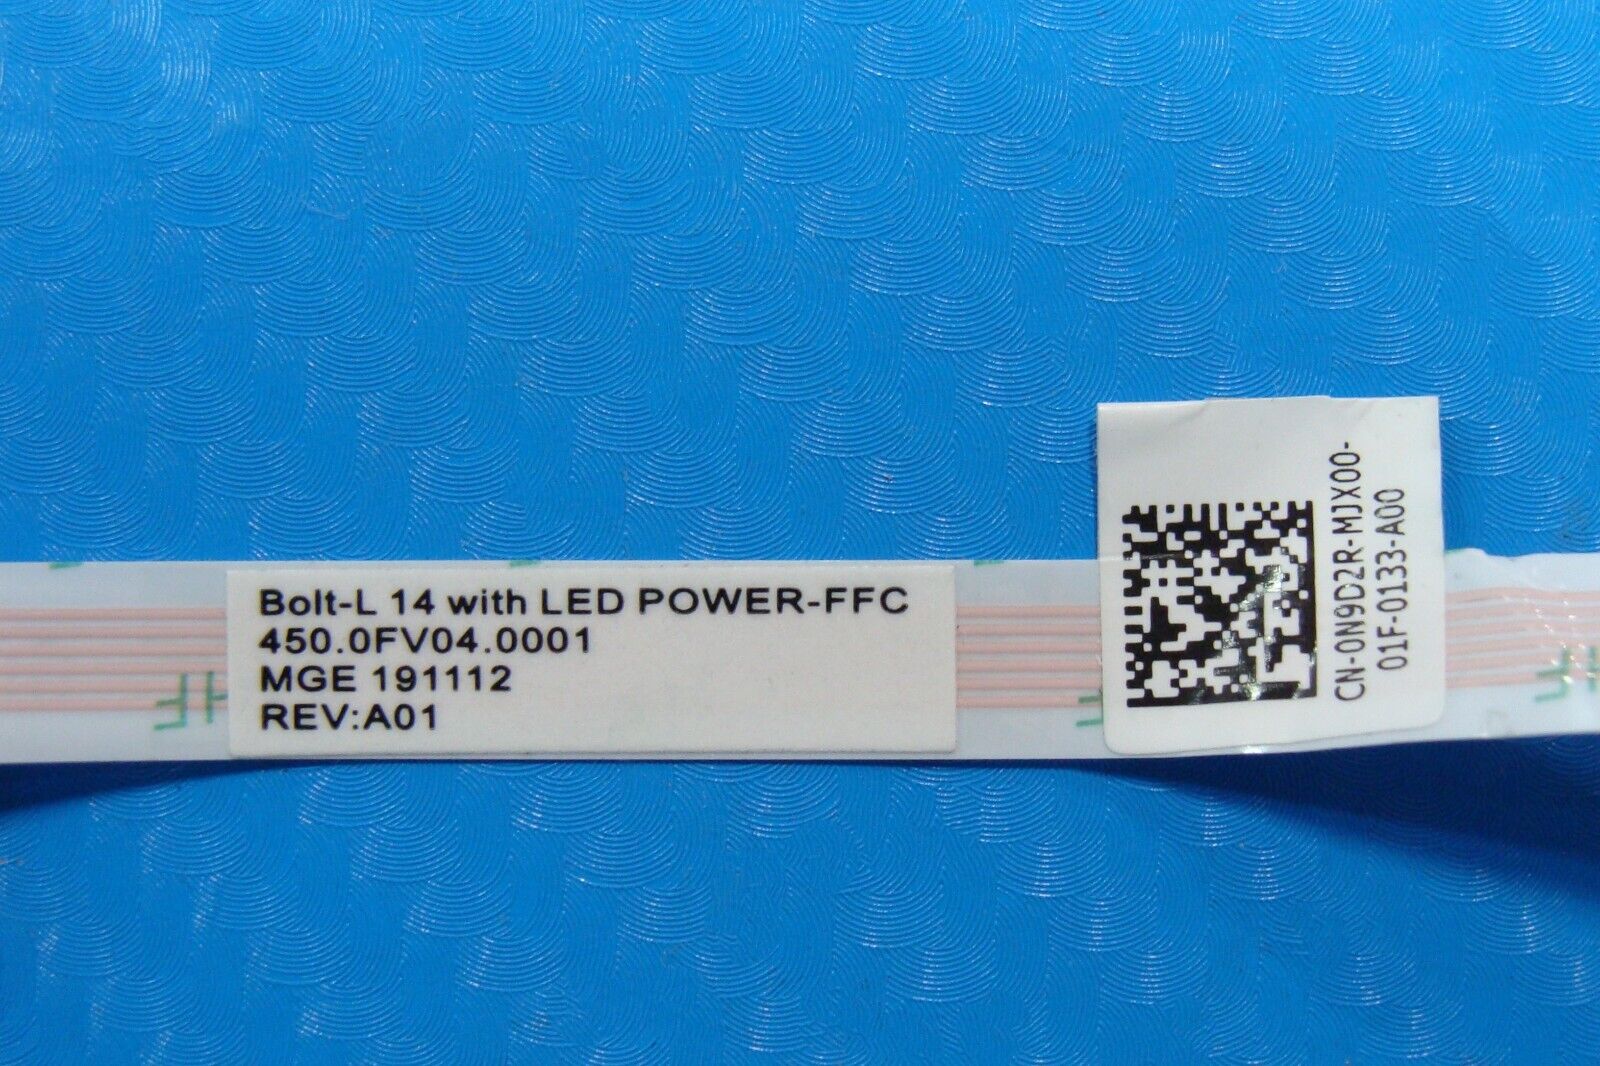 Bolt-L 14 with LED POWER-FFC
450.0FV04.0001
MGE 191112
REV:A01
CN-0N9D2R-MJX00-
01F-0133-A00